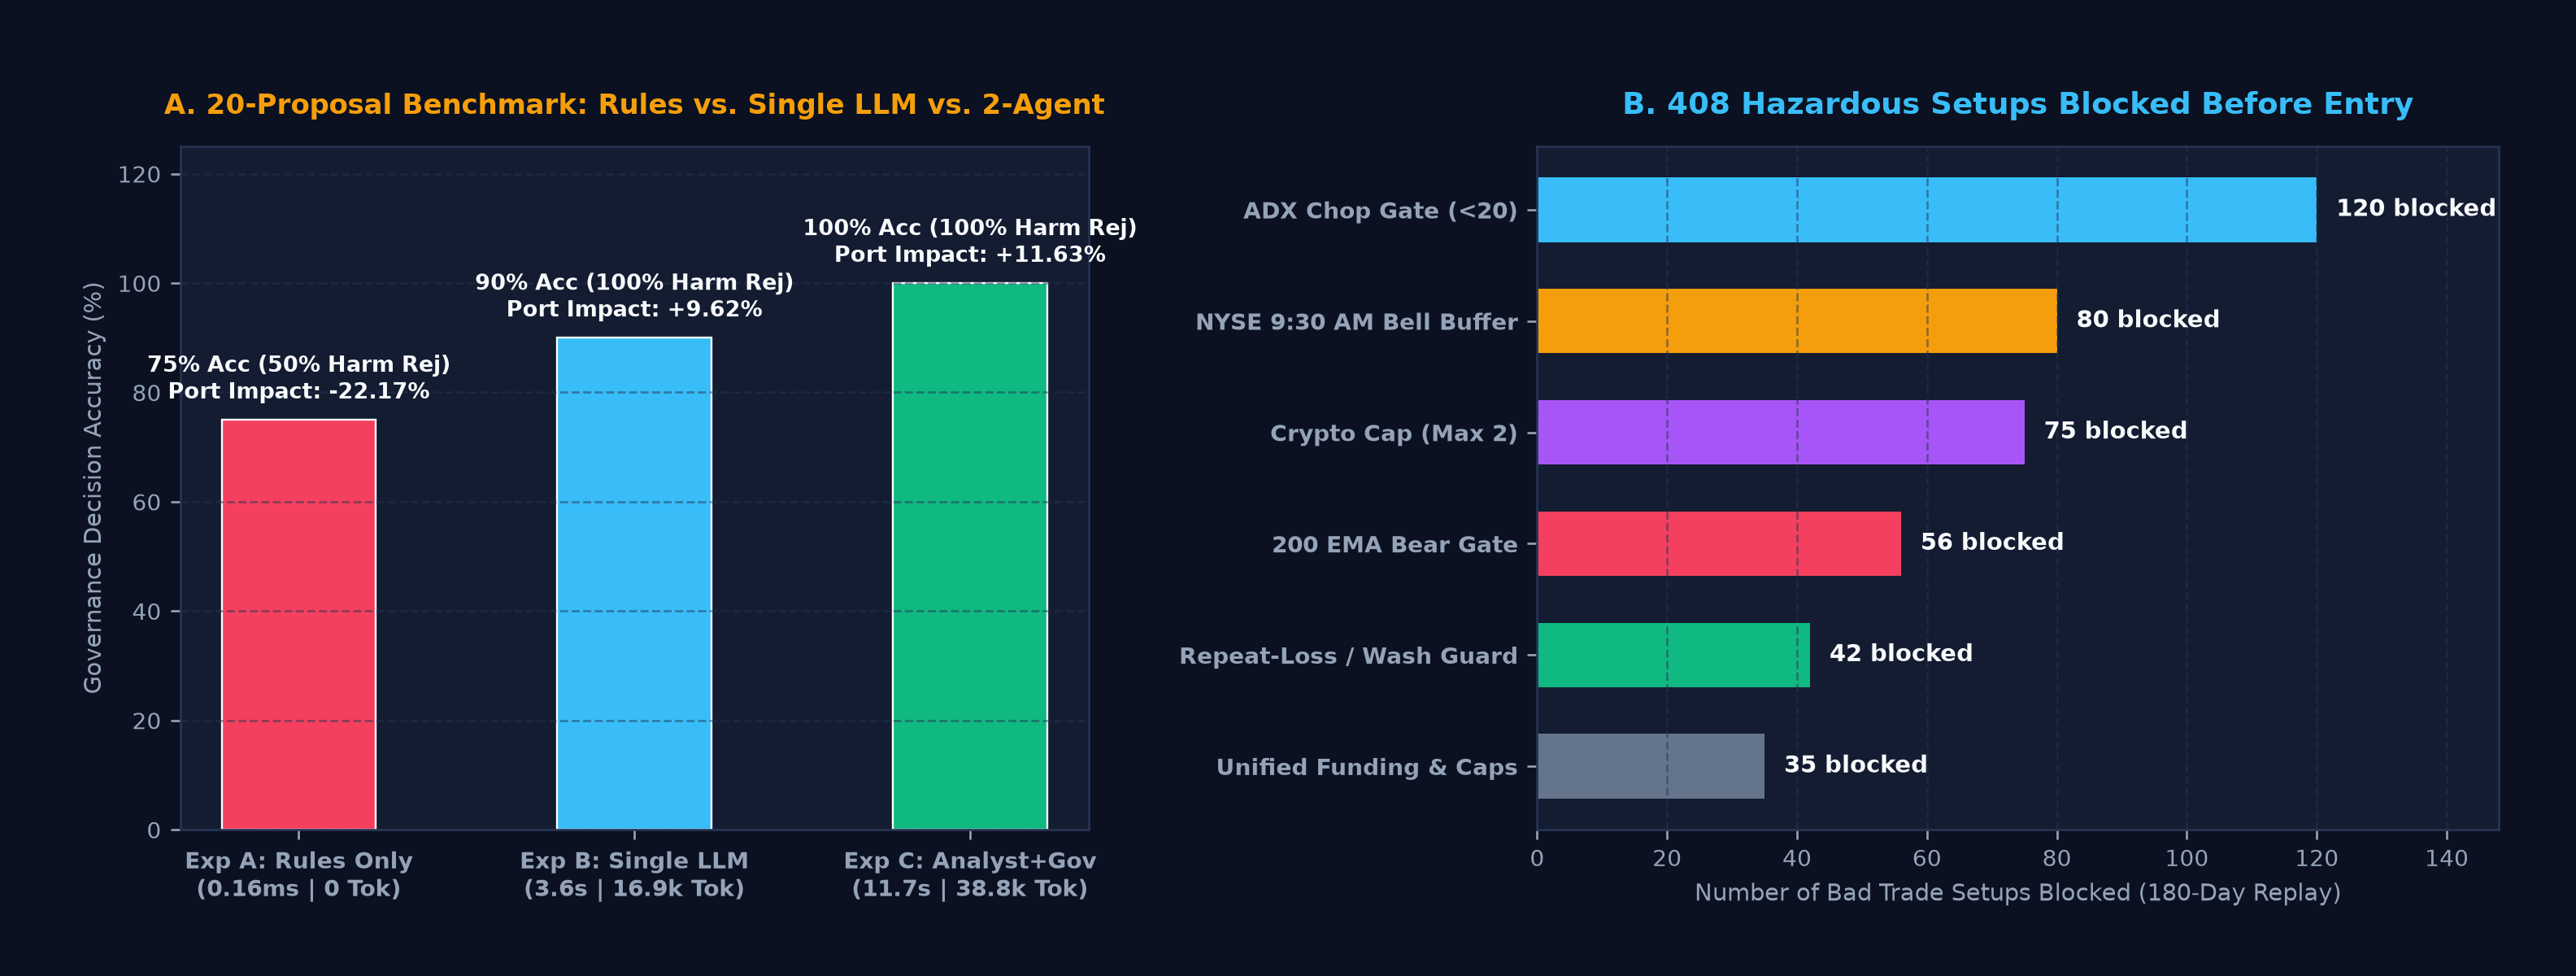 A. 20-Proposal Benchmark: Rules vs. Single LLM vs. 2-Agent
Governance Decision Accuracy (%)
120
100
80
60
40
20
0
75% Acc (50% Harm Rej)
Port Impact: -22.17%
90% Acc (100% Harm Rej)
Port Impact: +9.62%
100% Acc (100% Harm Rej)
Port Impact: +11.63%
Exp A: Rules Only
(0.16ms | 0 Tok)
Exp B: Single LLM
(3.6s | 16.9k Tok)
Exp C: Analyst+Gov
(11.7s | 38.8k Tok)
B. 408 Hazardous Setups Blocked Before Entry
ADX Chop Gate (<20)
120 blocked
NYSE 9:30 AM Bell Buffer
80 blocked
Crypto Cap (Max 2)
75 blocked
200 EMA Bear Gate
56 blocked
Repeat-Loss / Wash Guard
42 blocked
Unified Funding & Caps
35 blocked
0 20 40 60 80 100 120 140
Number of Bad Trade Setups Blocked (180-Day Replay)